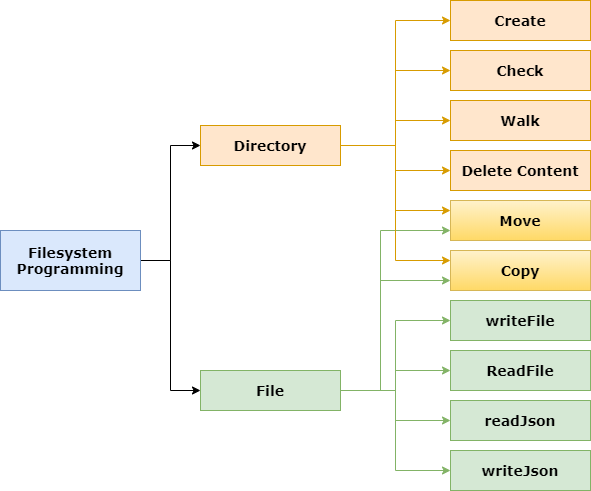 Filesystem
Programming
Directory
File
Create
Check
Walk
Delete Content
Move
Copy
writeFile
ReadFile
readJson
writeJson